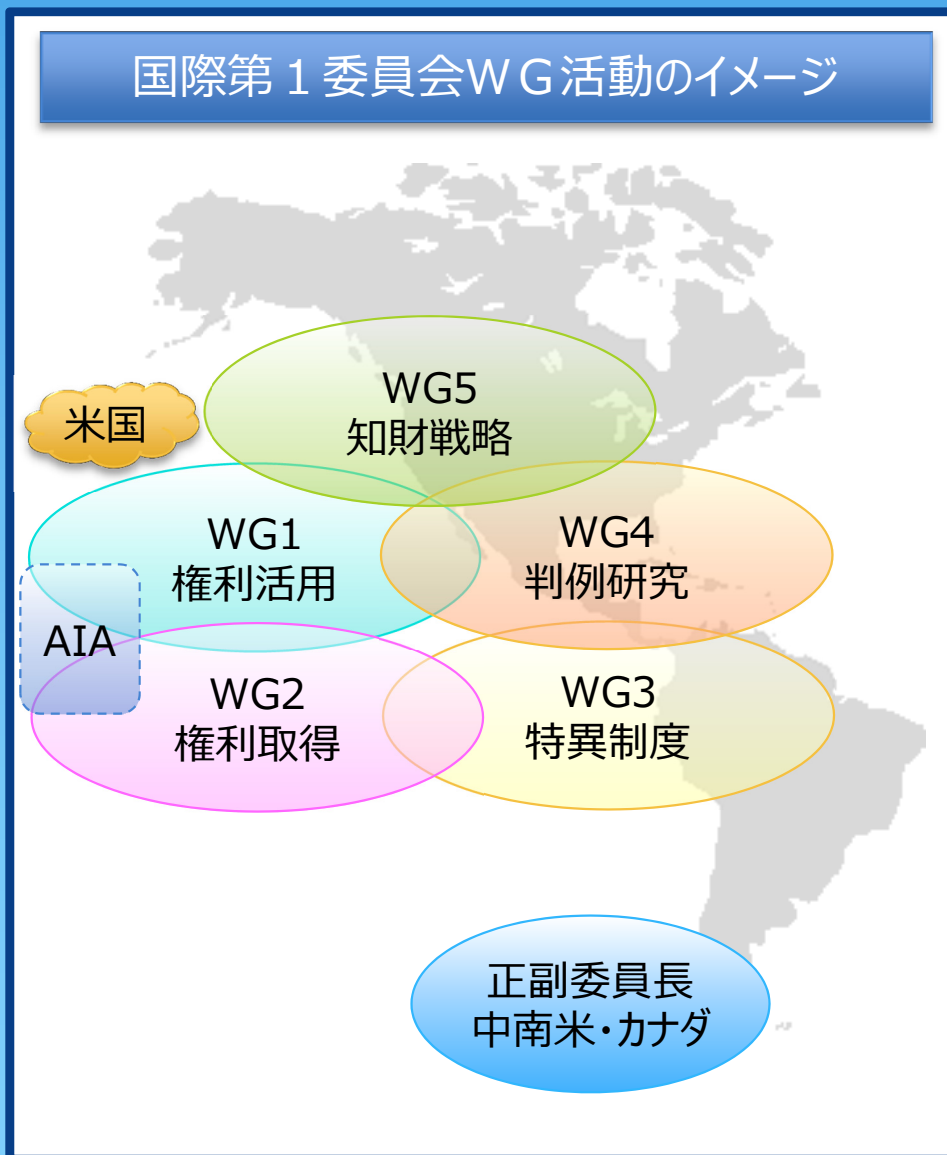 国際第１委員会ＷＧ活動のイメージ
WG5
知財戦略
米国
WG1
権利活用
WG4
判例研究
AIA
WG2
権利取得
WG3
特異制度
正副委員長
中南米・カナダ